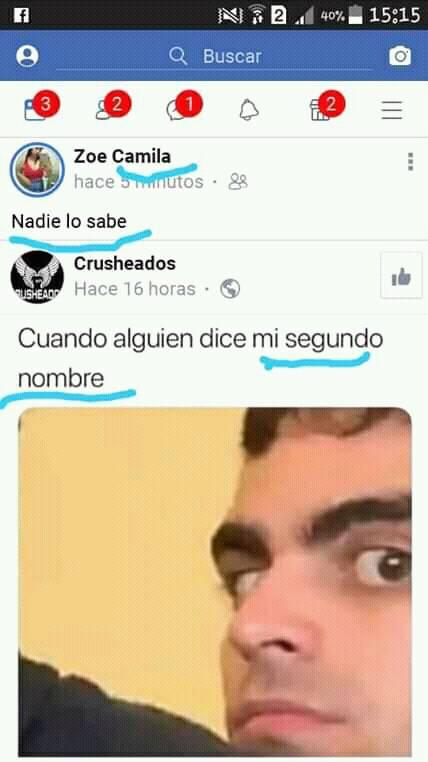 2 40% 15:15
Buscar
3 2 1 2
Zoe Camila
hace 5 minutos ·
Nadie lo sabe
Crusheados
Hace 16 horas ·
Cuando alguien dice mi segundo
nombre